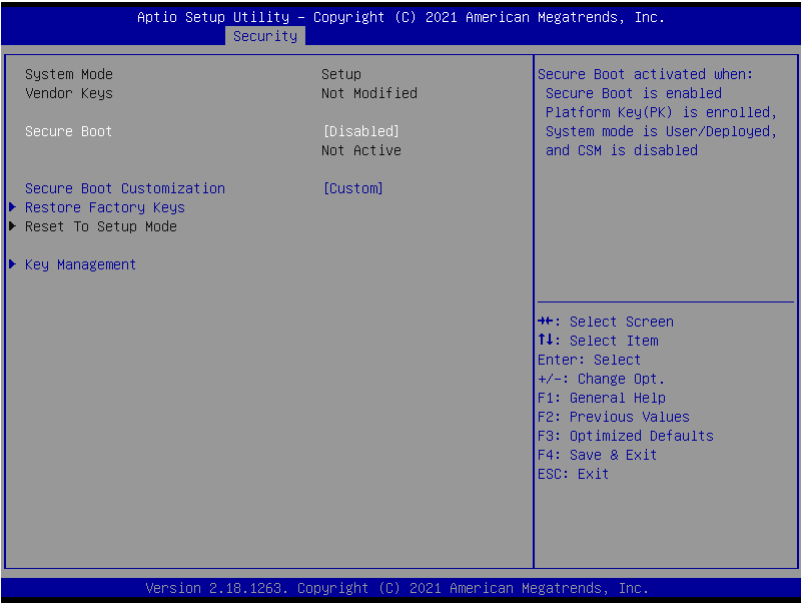 Aptio Setup Utility – Copyright (C) 2021 American Megatrends, Inc.
Security
System Mode Setup
Vendor Keys Not Modified
Secure Boot [Disabled]
Not Active
Secure Boot Customization [Custom]
▶ Restore Factory Keys
▶ Reset To Setup Mode
▶ Key Management
Secure Boot activated when:
Secure Boot is enabled
Platform Key(PK) is enrolled,
System mode is User/Deployed,
and CSM is disabled
→←: Select Screen
↑↓: Select Item
Enter: Select
+/-: Change Opt.
F1: General Help
F2: Previous Values
F3: Optimized Defaults
F4: Save & Exit
ESC: Exit
Version 2.18.1263. Copyright (C) 2021 American Megatrends, Inc.